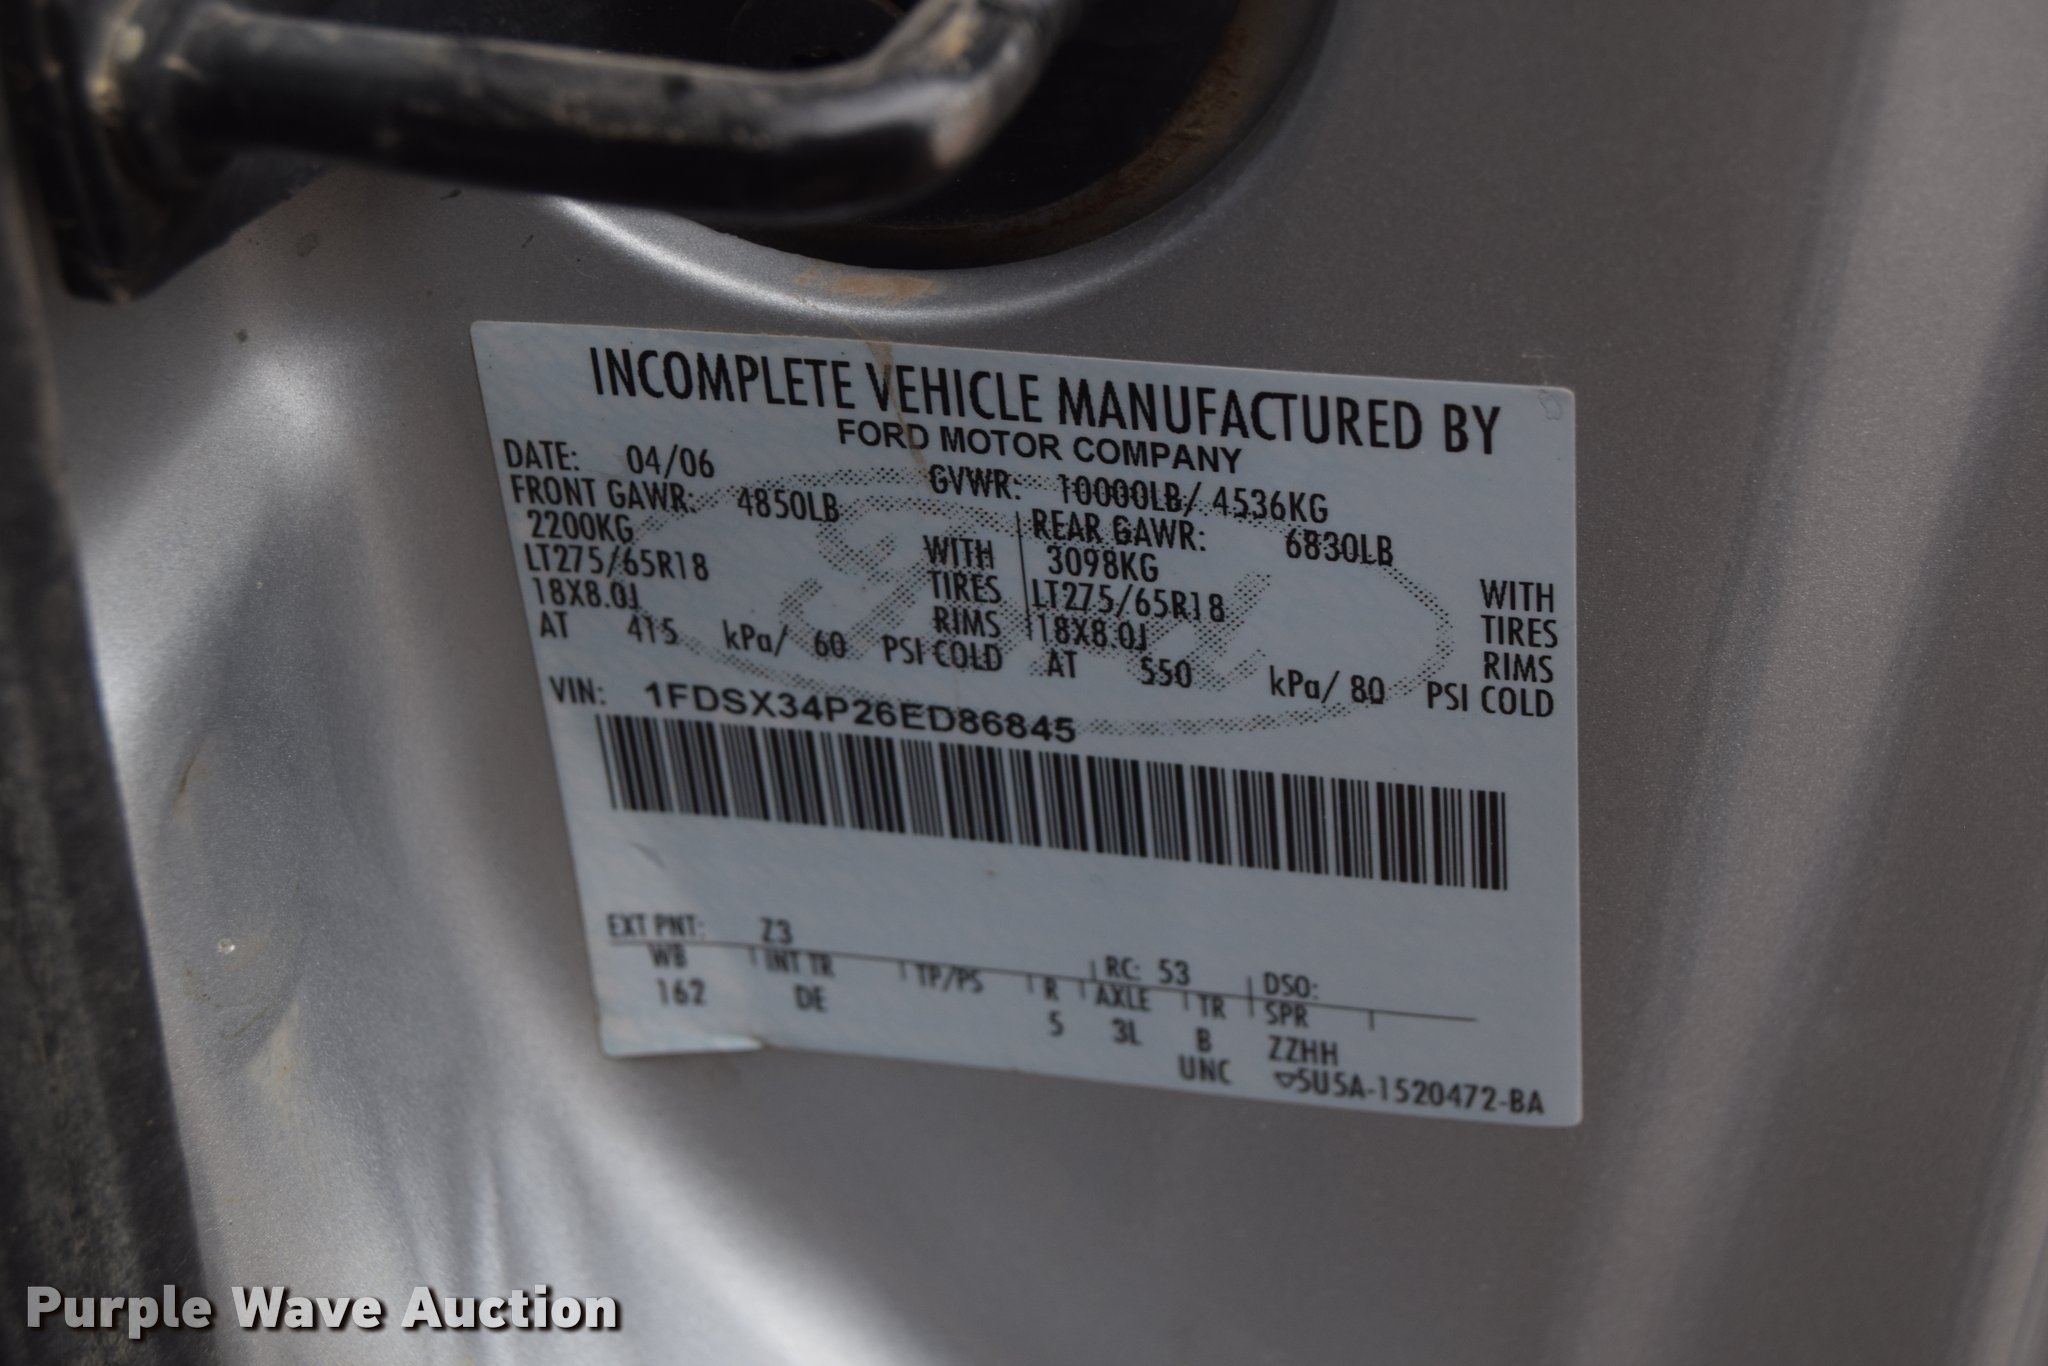 INCOMPLETE VEHICLE MANUFACTURED BY
FORD MOTOR COMPANY
DATE: 04/06 GVWR: 10000LB/ 4536KG
FRONT GAWR: 4850LB REAR GAWR: 6830LB
2200KG WITH 3098KG WITH
LT275/65R18 TIRES LT275/65R18 TIRES
18X8.0J RIMS 18X8.0J RIMS
AT 415 kPa/ 60 PSI COLD AT 550 kPa/ 80 PSI COLD
VIN: 1FDSX34P26ED86845
Ford
EXT PNT: Z3 RC: 53 DSO:
WB INT TR TP/PS R AXLE TR SPR
162 DE 5 3L B ZZHH
UNC 5U5A-1520472-BA
Purple Wave Auction